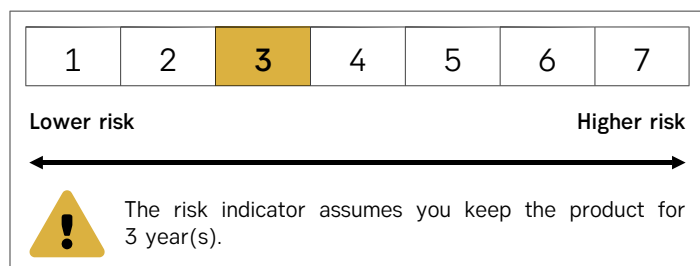 1 2 3 4 5 6 7
Lower risk Higher risk
The risk indicator assumes you keep the product for
3 year(s).